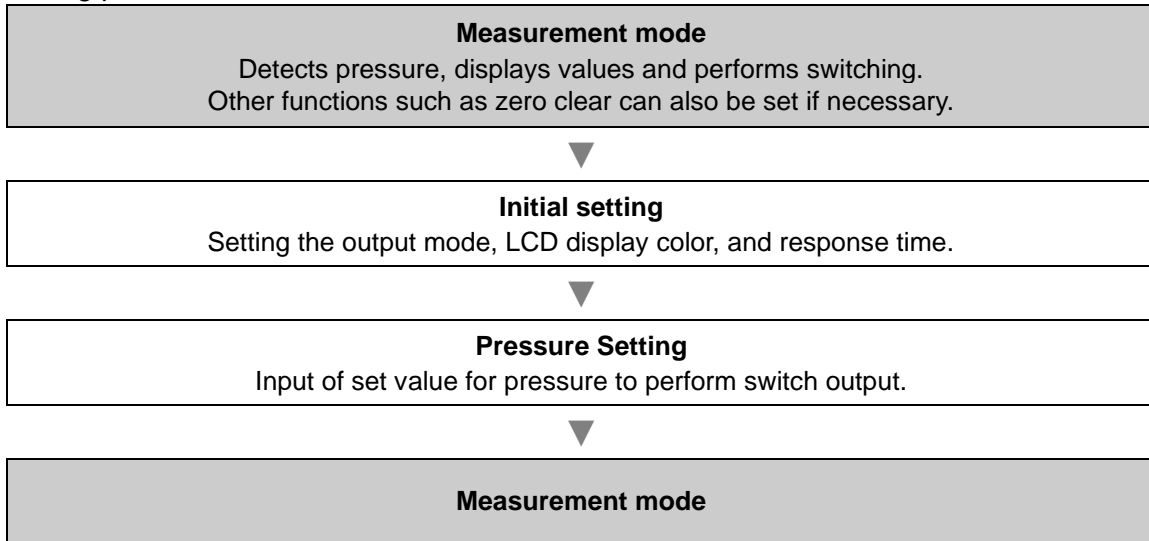 Measurement mode
Detects pressure, displays values and performs switching.
Other functions such as zero clear can also be set if necessary.
Initial setting
Setting the output mode, LCD display color, and response time.
Pressure Setting
Input of set value for pressure to perform switch output.
Measurement mode